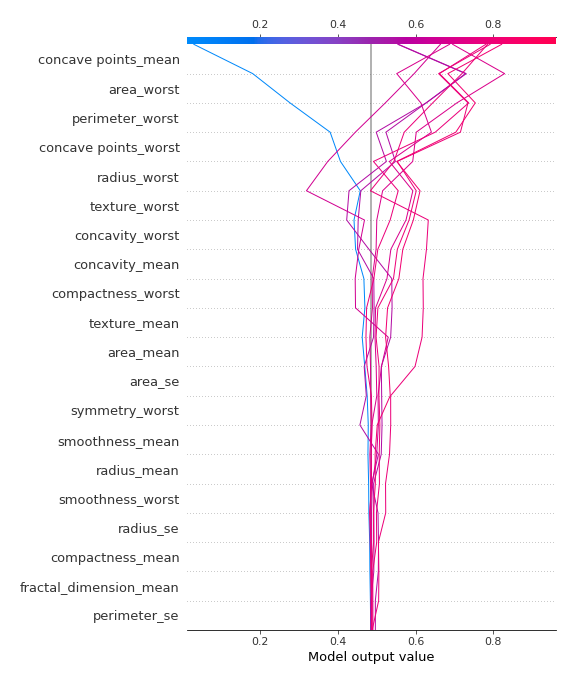 0.2 0.4 0.6 0.8
concave points_mean
area_worst
perimeter_worst
concave points_worst
radius_worst
texture_worst
concavity_worst
concavity_mean
compactness_worst
texture_mean
area_mean
area_se
symmetry_worst
smoothness_mean
radius_mean
smoothness_worst
radius_se
compactness_mean
fractal_dimension_mean
perimeter_se
0.2 0.4 0.6 0.8
Model output value